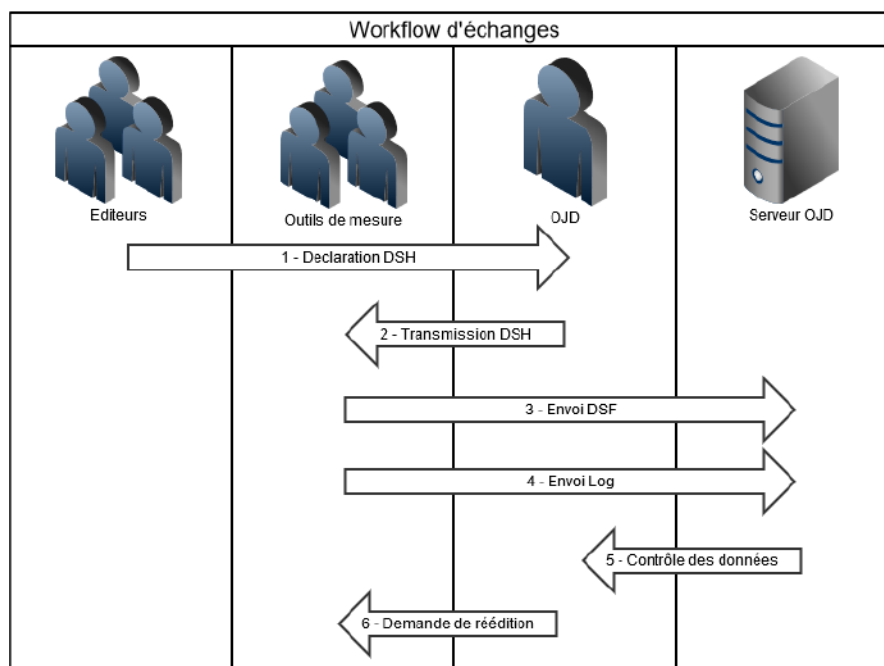 Workflow d'échanges
Editeurs
Outils de mesure
OJD
Serveur OJD
1 - Declaration DSH
2 - Transmission DSH
3 - Envoi DSF
4 - Envoi Log
5 - Contrôle des données
6 - Demande de réédition